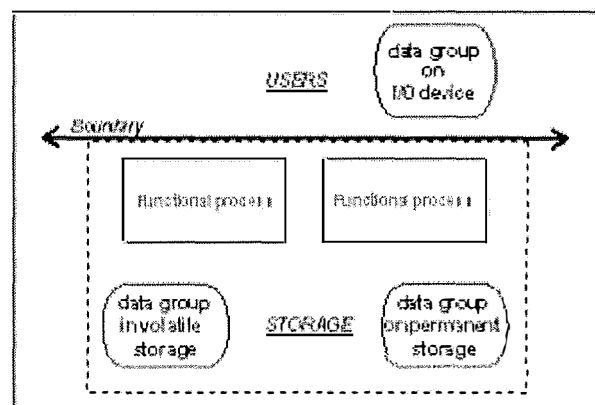 data group
on
I/O device
USERS
Boundary
Functional process
Functional process
data group
in volatile
storage
STORAGE
data group
on permanent
storage